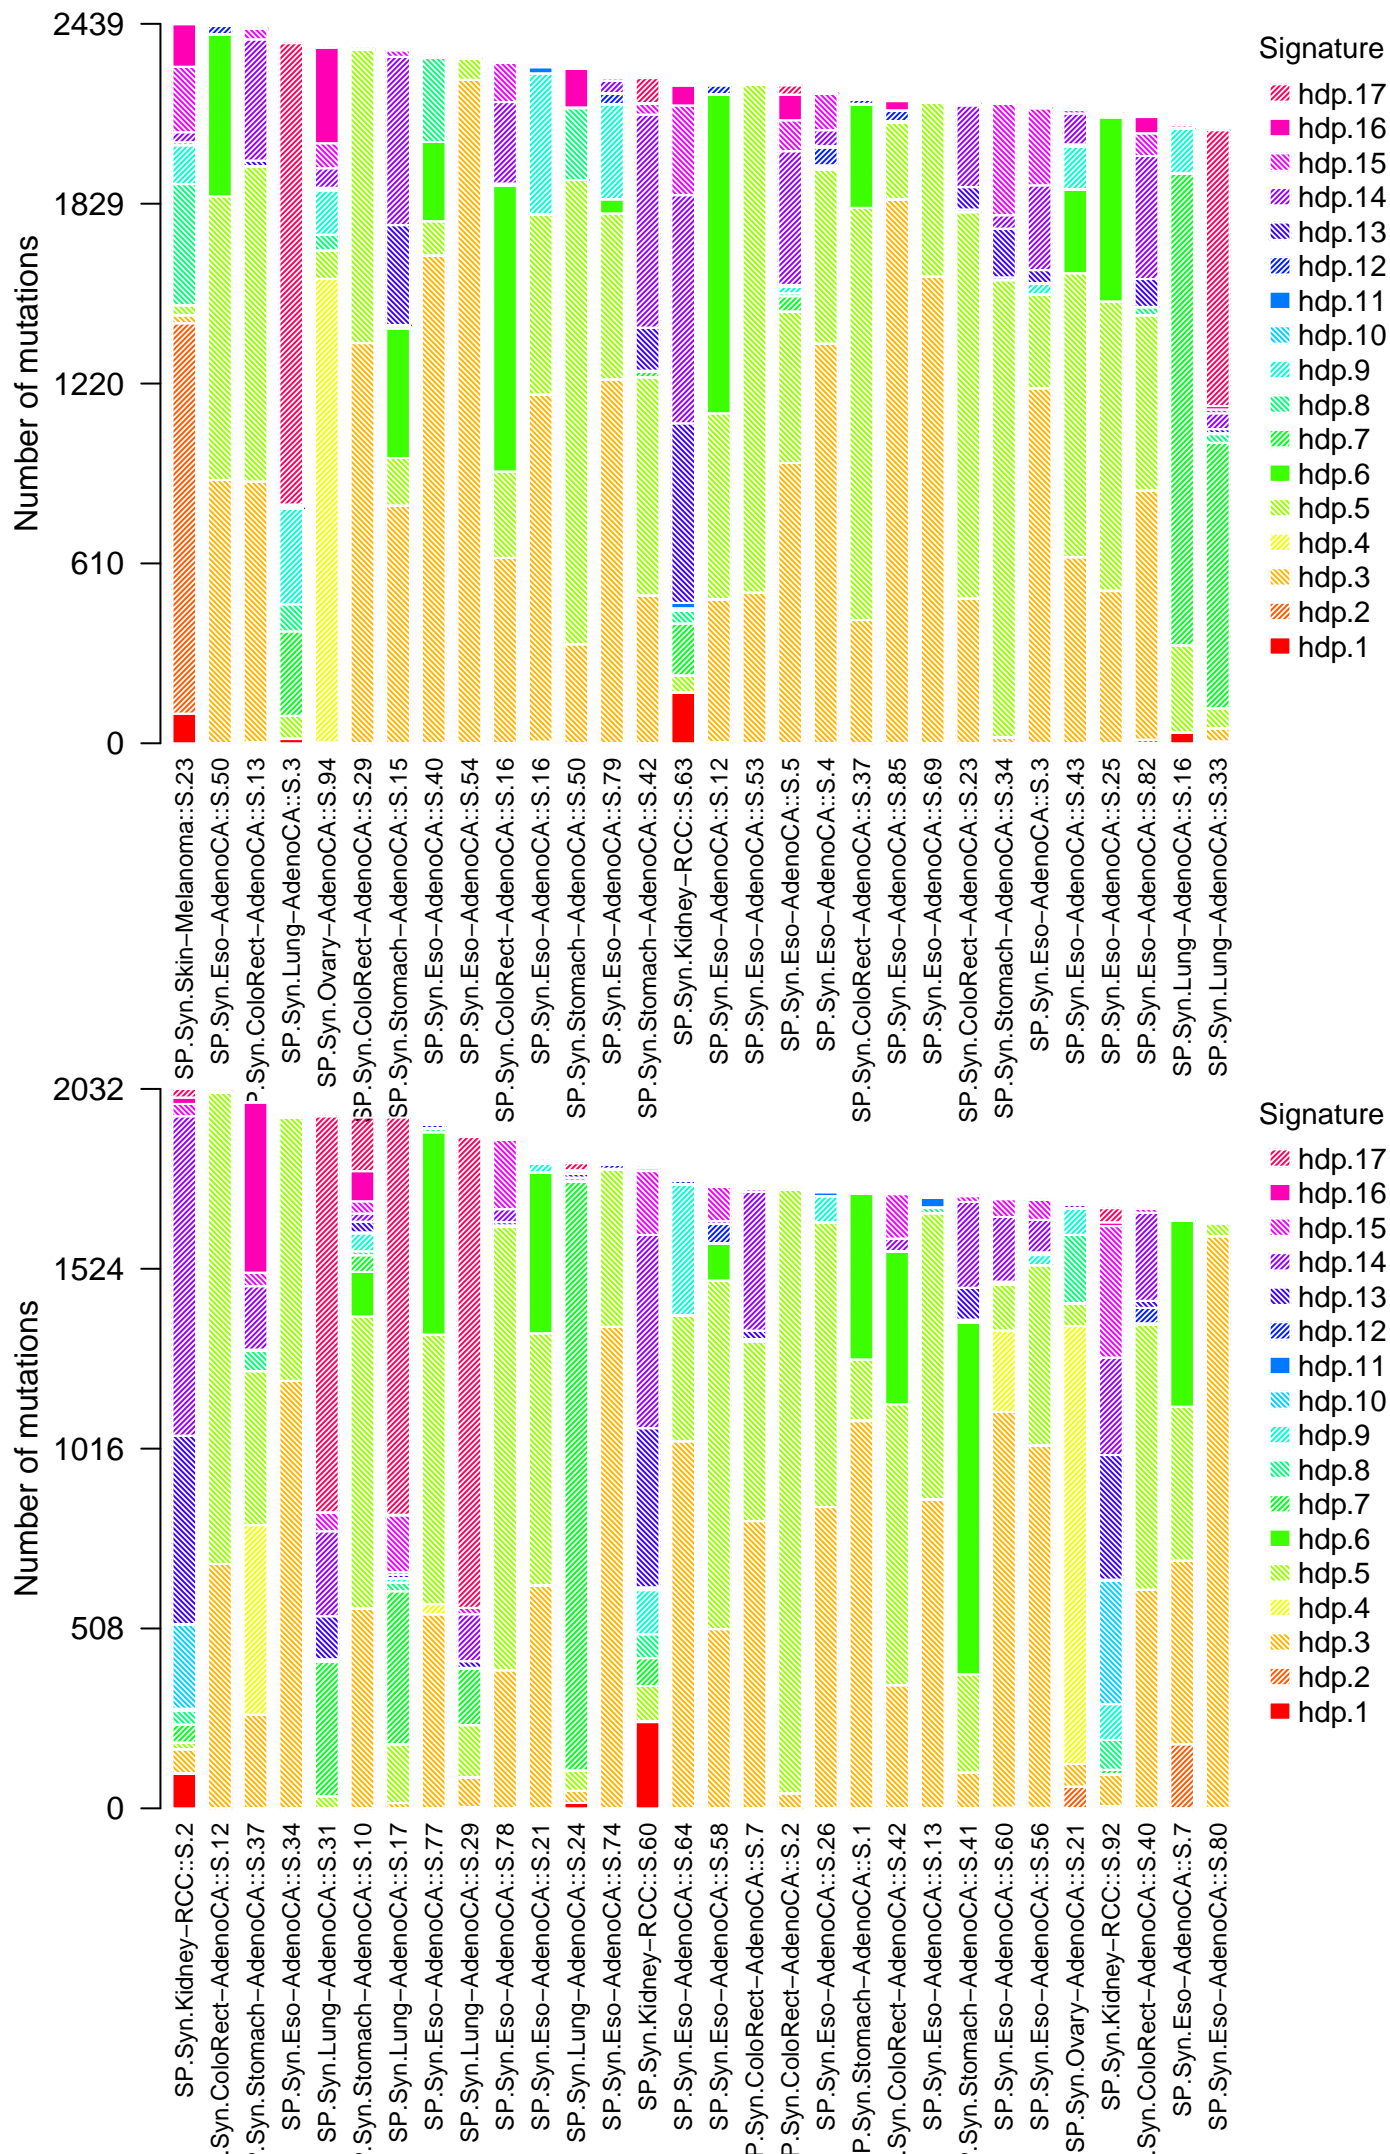 Number of mutations
2439
1829
1220
610
0
Signature
hdp.17
hdp.16
hdp.15
hdp.14
hdp.13
hdp.12
hdp.11
hdp.10
hdp.9
hdp.8
hdp.7
hdp.6
hdp.5
hdp.4
hdp.3
hdp.2
hdp.1
SP.Syn.Skin−Melanoma::S.23
SP.Syn.Eso−AdenoCA::S.50
P.Syn.ColoRect−AdenoCA::S.13
SP.Syn.Lung−AdenoCA::S.3
SP.Syn.Ovary−AdenoCA::S.94
SP.Syn.ColoRect−AdenoCA::S.29
SP.Syn.Stomach−AdenoCA::S.15
SP.Syn.Eso−AdenoCA::S.40
SP.Syn.Eso−AdenoCA::S.54
SP.Syn.ColoRect−AdenoCA::S.16
SP.Syn.Eso−AdenoCA::S.16
SP.Syn.Stomach−AdenoCA::S.50
SP.Syn.Eso−AdenoCA::S.79
SP.Syn.Stomach−AdenoCA::S.42
SP.Syn.Kidney−RCC::S.63
SP.Syn.Eso−AdenoCA::S.12
SP.Syn.Eso−AdenoCA::S.53
SP.Syn.Eso−AdenoCA::S.5
SP.Syn.Eso−AdenoCA::S.4
SP.Syn.ColoRect−AdenoCA::S.37
SP.Syn.Eso−AdenoCA::S.85
SP.Syn.Eso−AdenoCA::S.69
SP.Syn.ColoRect−AdenoCA::S.23
SP.Syn.Stomach−AdenoCA::S.34
SP.Syn.Eso−AdenoCA::S.3
SP.Syn.Eso−AdenoCA::S.43
SP.Syn.Eso−AdenoCA::S.25
SP.Syn.Eso−AdenoCA::S.82
SP.Syn.Lung−AdenoCA::S.16
SP.Syn.Lung−AdenoCA::S.33
Number of mutations
2032
1524
1016
508
0
Signature
hdp.17
hdp.16
hdp.15
hdp.14
hdp.13
hdp.12
hdp.11
hdp.10
hdp.9
hdp.8
hdp.7
hdp.6
hdp.5
hdp.4
hdp.3
hdp.2
hdp.1
SP.Syn.Kidney−RCC::S.2
.Syn.ColoRect−AdenoCA::S.12
P.Syn.Stomach−AdenoCA::S.37
SP.Syn.Eso−AdenoCA::S.34
SP.Syn.Lung−AdenoCA::S.31
P.Syn.Stomach−AdenoCA::S.10
SP.Syn.Lung−AdenoCA::S.17
SP.Syn.Eso−AdenoCA::S.77
SP.Syn.Lung−AdenoCA::S.29
SP.Syn.Eso−AdenoCA::S.78
SP.Syn.Eso−AdenoCA::S.21
SP.Syn.Lung−AdenoCA::S.24
SP.Syn.Eso−AdenoCA::S.74
SP.Syn.Kidney−RCC::S.60
SP.Syn.Eso−AdenoCA::S.64
SP.Syn.Eso−AdenoCA::S.58
P.Syn.ColoRect−AdenoCA::S.7
P.Syn.ColoRect−AdenoCA::S.2
SP.Syn.Eso−AdenoCA::S.26
SP.Syn.Stomach−AdenoCA::S.1
.Syn.ColoRect−AdenoCA::S.42
SP.Syn.Eso−AdenoCA::S.13
P.Syn.Stomach−AdenoCA::S.41
SP.Syn.Eso−AdenoCA::S.60
SP.Syn.Eso−AdenoCA::S.56
SP.Syn.Ovary−AdenoCA::S.21
SP.Syn.Kidney−RCC::S.92
.Syn.ColoRect−AdenoCA::S.40
SP.Syn.Eso−AdenoCA::S.7
SP.Syn.Eso−AdenoCA::S.80